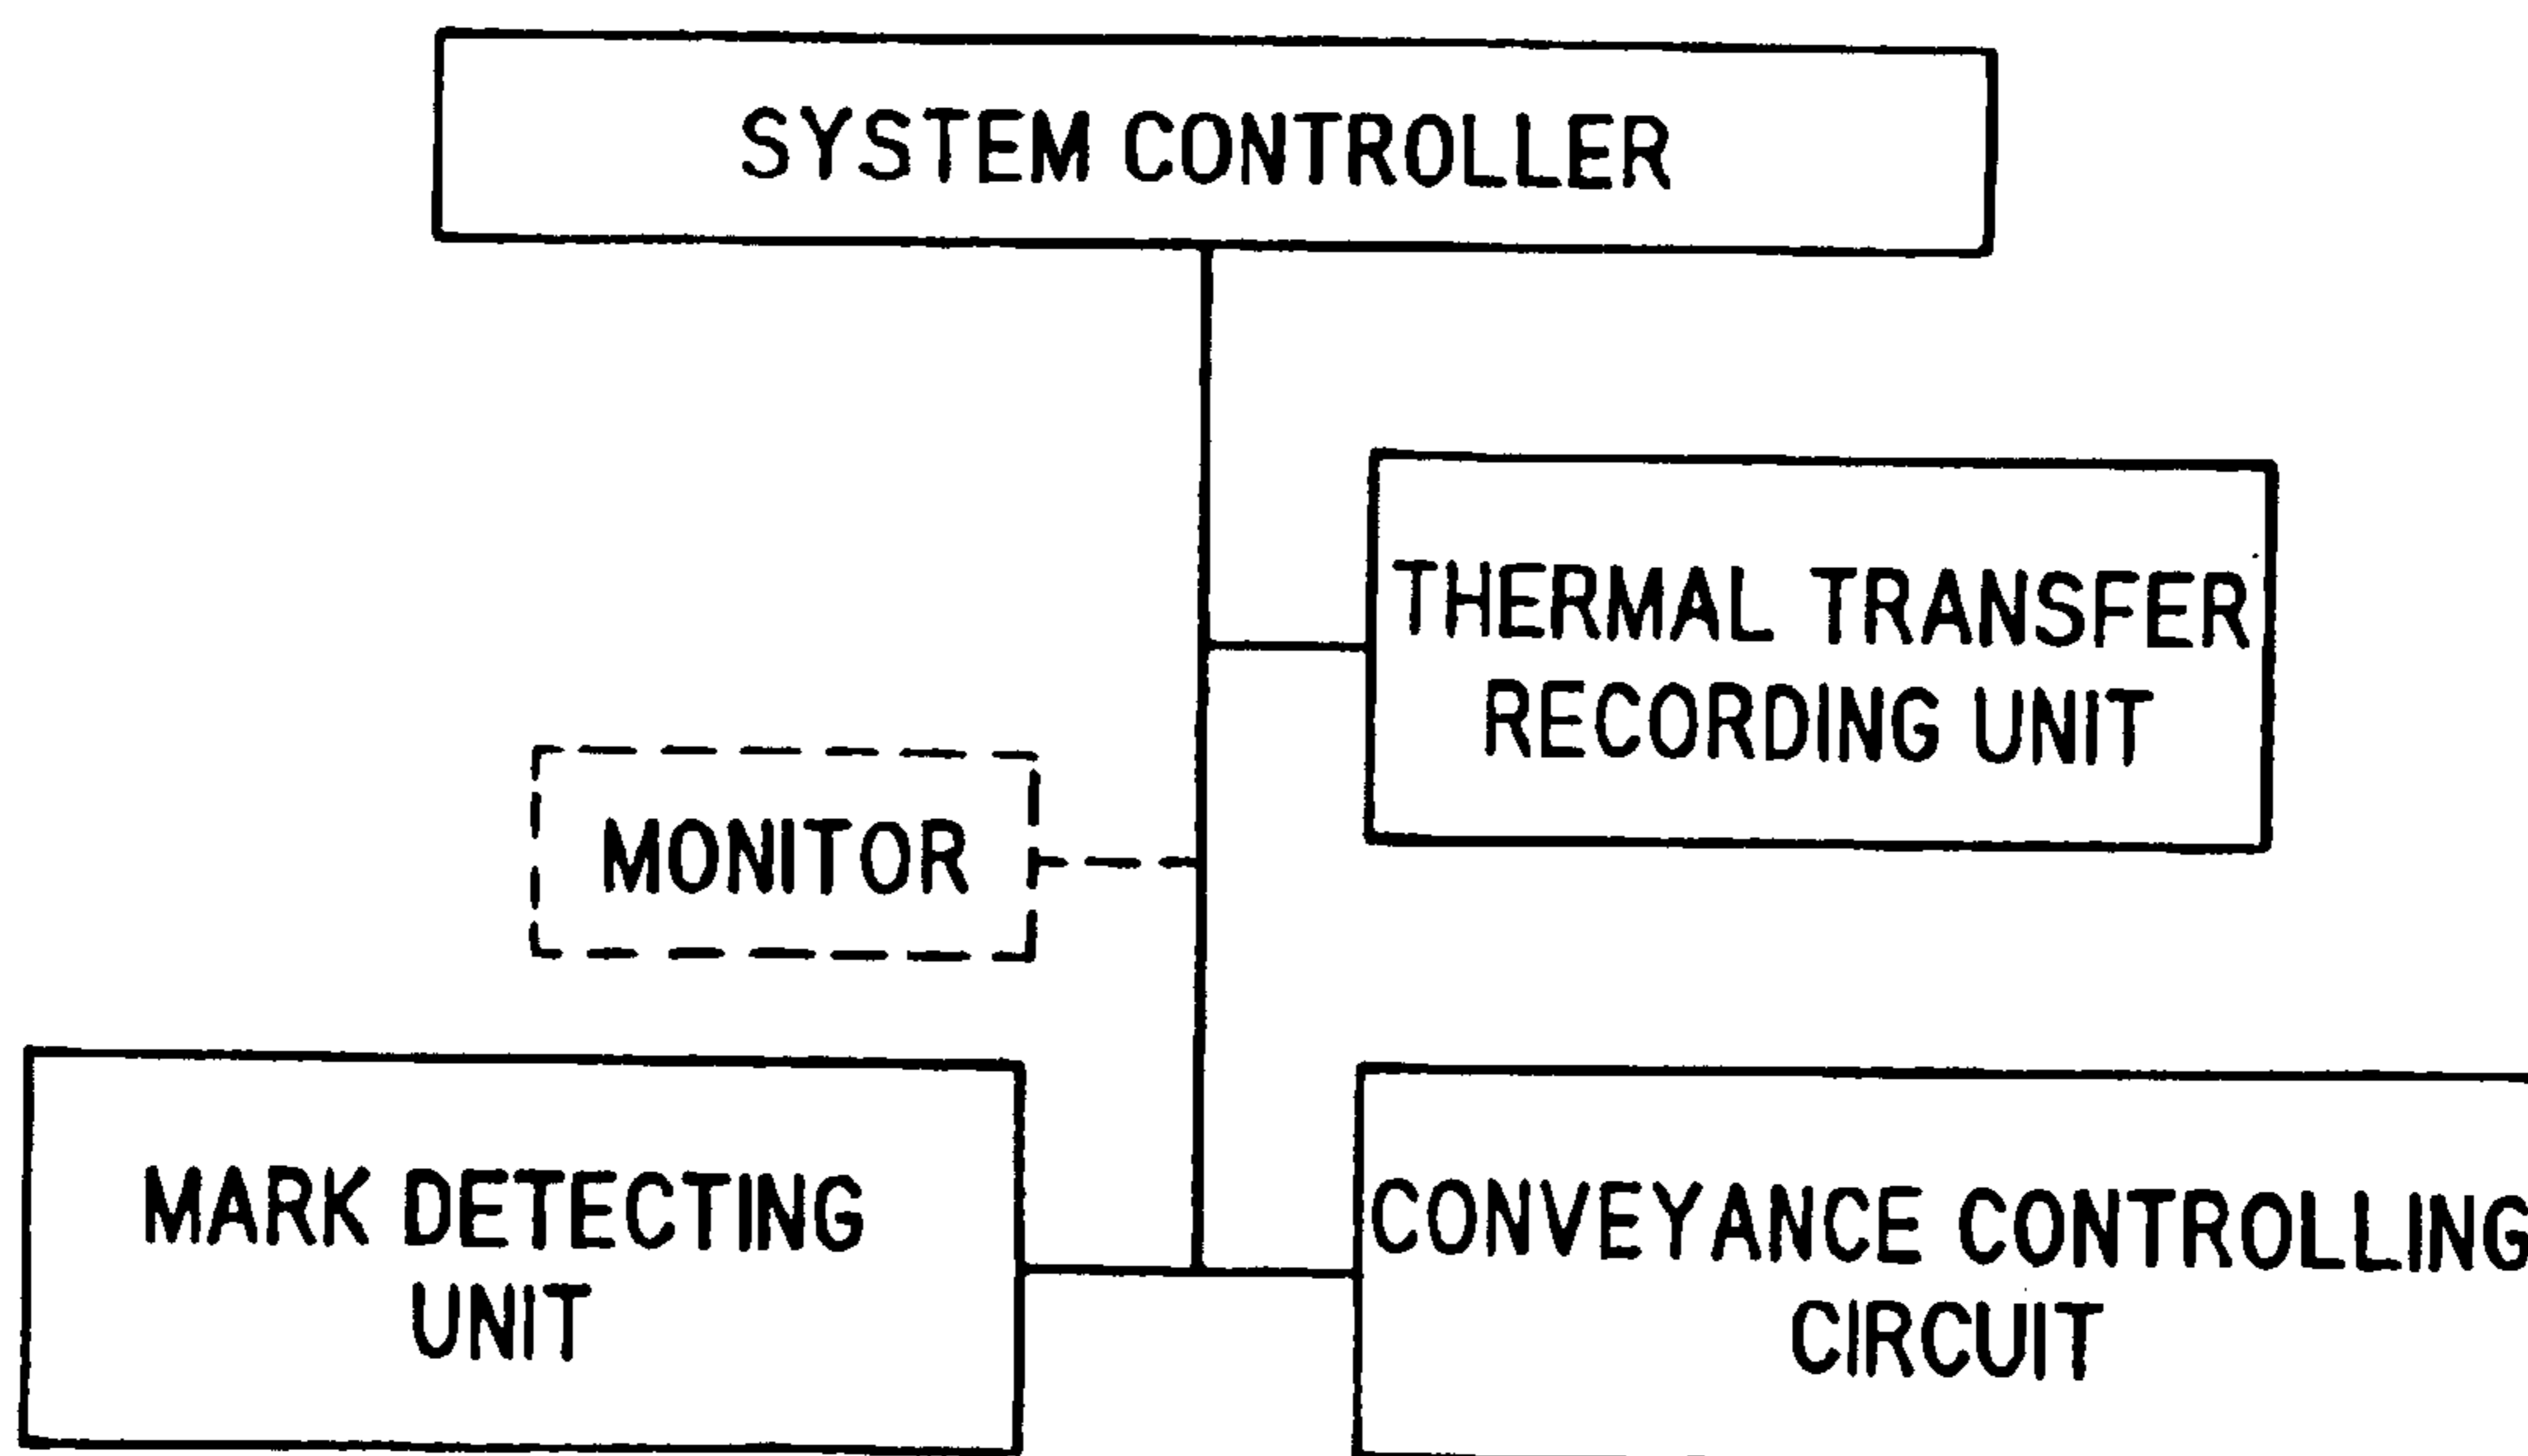 SYSTEM CONTROLLER
THERMAL TRANSFER
RECORDING UNIT
MONITOR
MARK DETECTING
UNIT
CONVEYANCE CONTROLLING
CIRCUIT